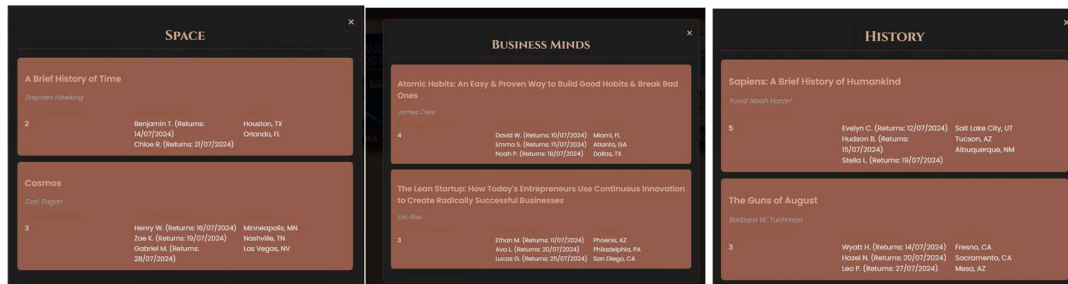 ×
SPACE
A Brief History of Time
Stephen Hawking
2
Benjamin T. (Returns: 14/07/2024)
Chloe R. (Returns: 21/07/2024)
Houston, TX
Orlando, FL
Cosmos
Carl Sagan
3
Henry W. (Returns: 16/07/2024)
Zoe K. (Returns: 19/07/2024)
Gabriel M. (Returns: 28/07/2024)
Minneapolis, MN
Nashville, TN
Las Vegas, NV
×
BUSINESS MINDS
Atomic Habits: An Easy & Proven Way to Build Good Habits & Break Bad
Ones
James Clear
4
David W. (Returns: 10/07/2024)
Emma S. (Returns: 15/07/2024)
Noah P. (Returns: 18/07/2024)
Miami, FL
Atlanta, GA
Dallas, TX
The Lean Startup: How Today's Entrepreneurs Use Continuous Innovation
to Create Radically Successful Businesses
Eric Ries
3
Ethan M. (Returns: 11/07/2024)
Ava L. (Returns: 20/07/2024)
Lucas G. (Returns: 25/07/2024)
Phoenix, AZ
Philadelphia, PA
San Diego, CA
×
HISTORY
Sapiens: A Brief History of Humankind
Yuval Noah Harari
5
Evelyn C. (Returns: 12/07/2024)
Hudson B. (Returns:
15/07/2024)
Stella L. (Returns: 19/07/2024)
Salt Lake City, UT
Tucson, AZ
Albuquerque, NM
The Guns of August
Barbara W. Tuchman
3
Wyatt H. (Returns: 14/07/2024)
Hazel N. (Returns: 20/07/2024)
Leo P. (Returns: 27/07/2024)
Fresno, CA
Sacramento, CA
Mesa, AZ